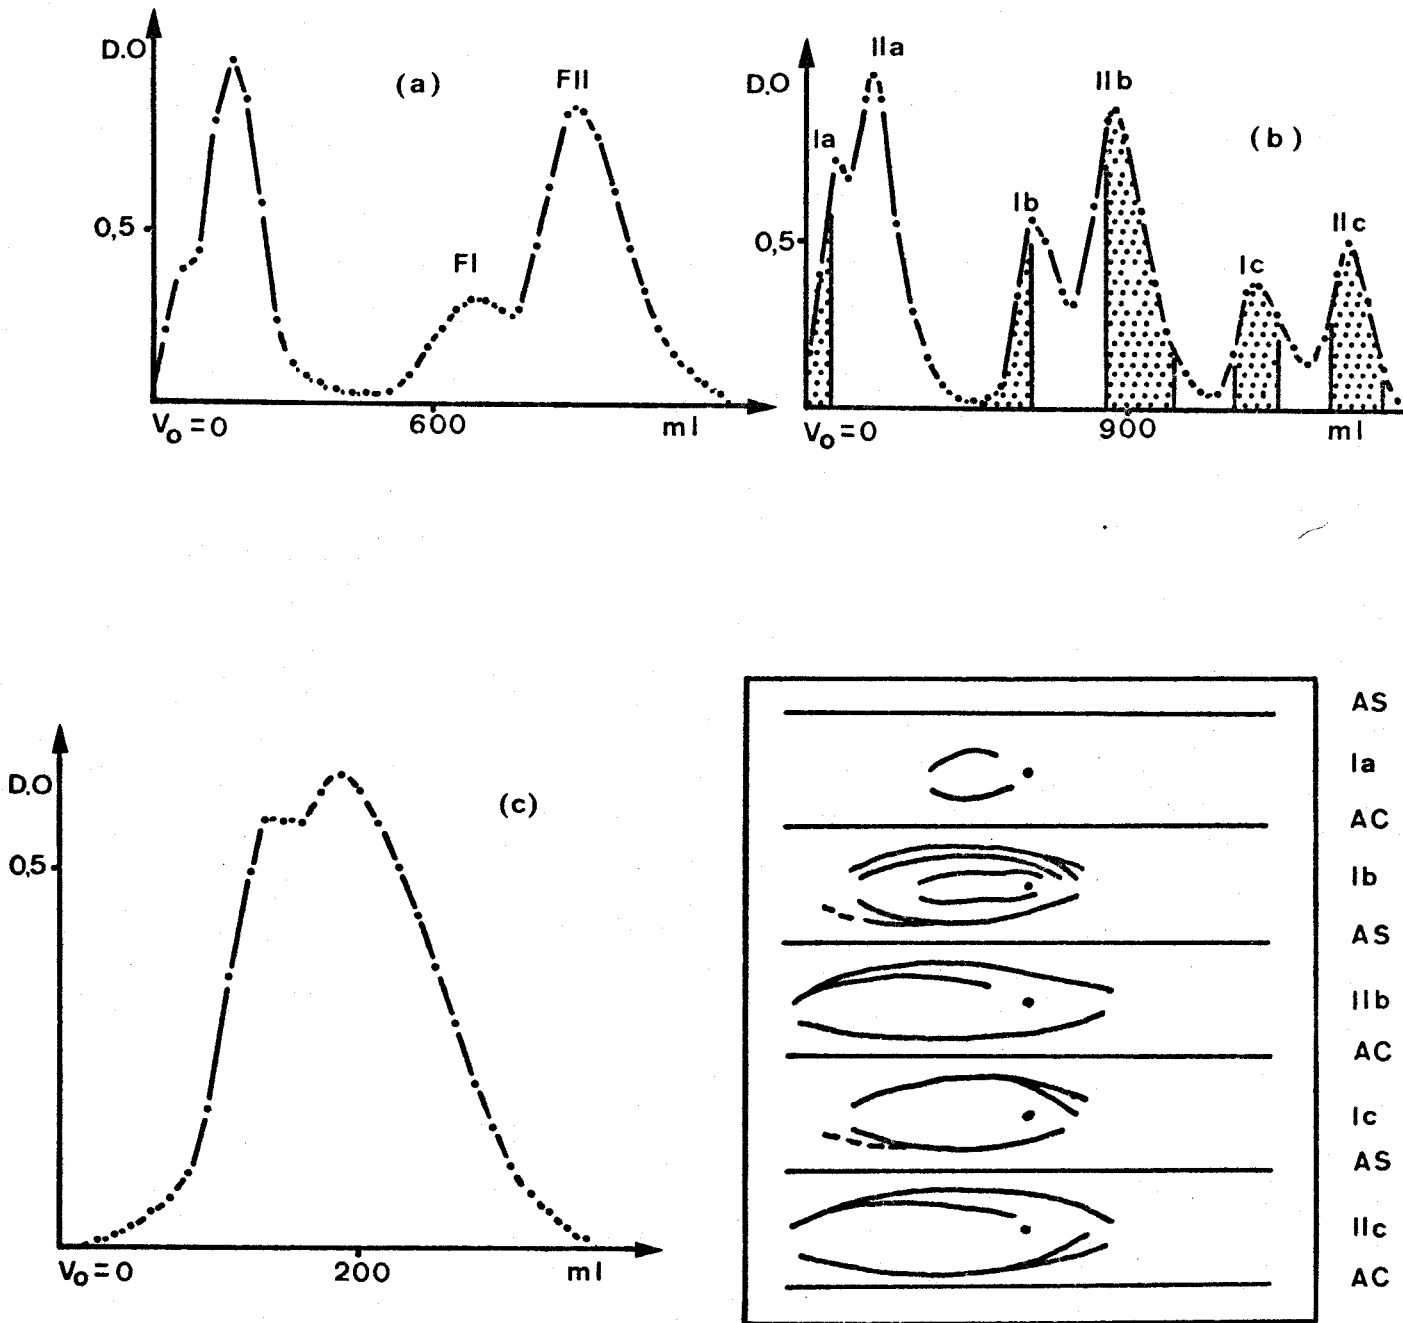 D.O
(a)
FII
0,5
FI
V₀=0 600 ml
IIa
D.O
IIb
Ia
(b)
Ib
IIc
0,5
Ic
V₀=0 900 ml
D.O
(c)
0,5
V₀=0 200 ml
AS
Ia
AC
Ib
AS
IIb
AC
Ic
AS
IIc
AC